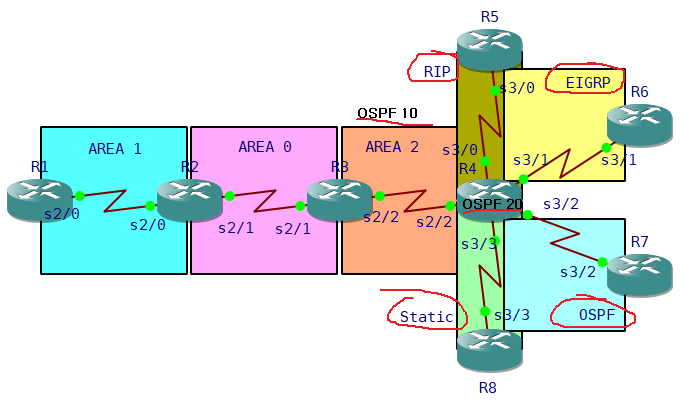 R5
RIP
s3/0
EIGRP
R6
OSPF 10
AREA 1
AREA 0
AREA 2
s3/0
s3/1
s3/1
R1
R2
R3
R4
s2/0
s2/0
s2/1
s2/1
s2/2
s2/2
OSPF 20
s3/2
s3/3
R7
s3/2
Static
s3/3
OSPF
R8